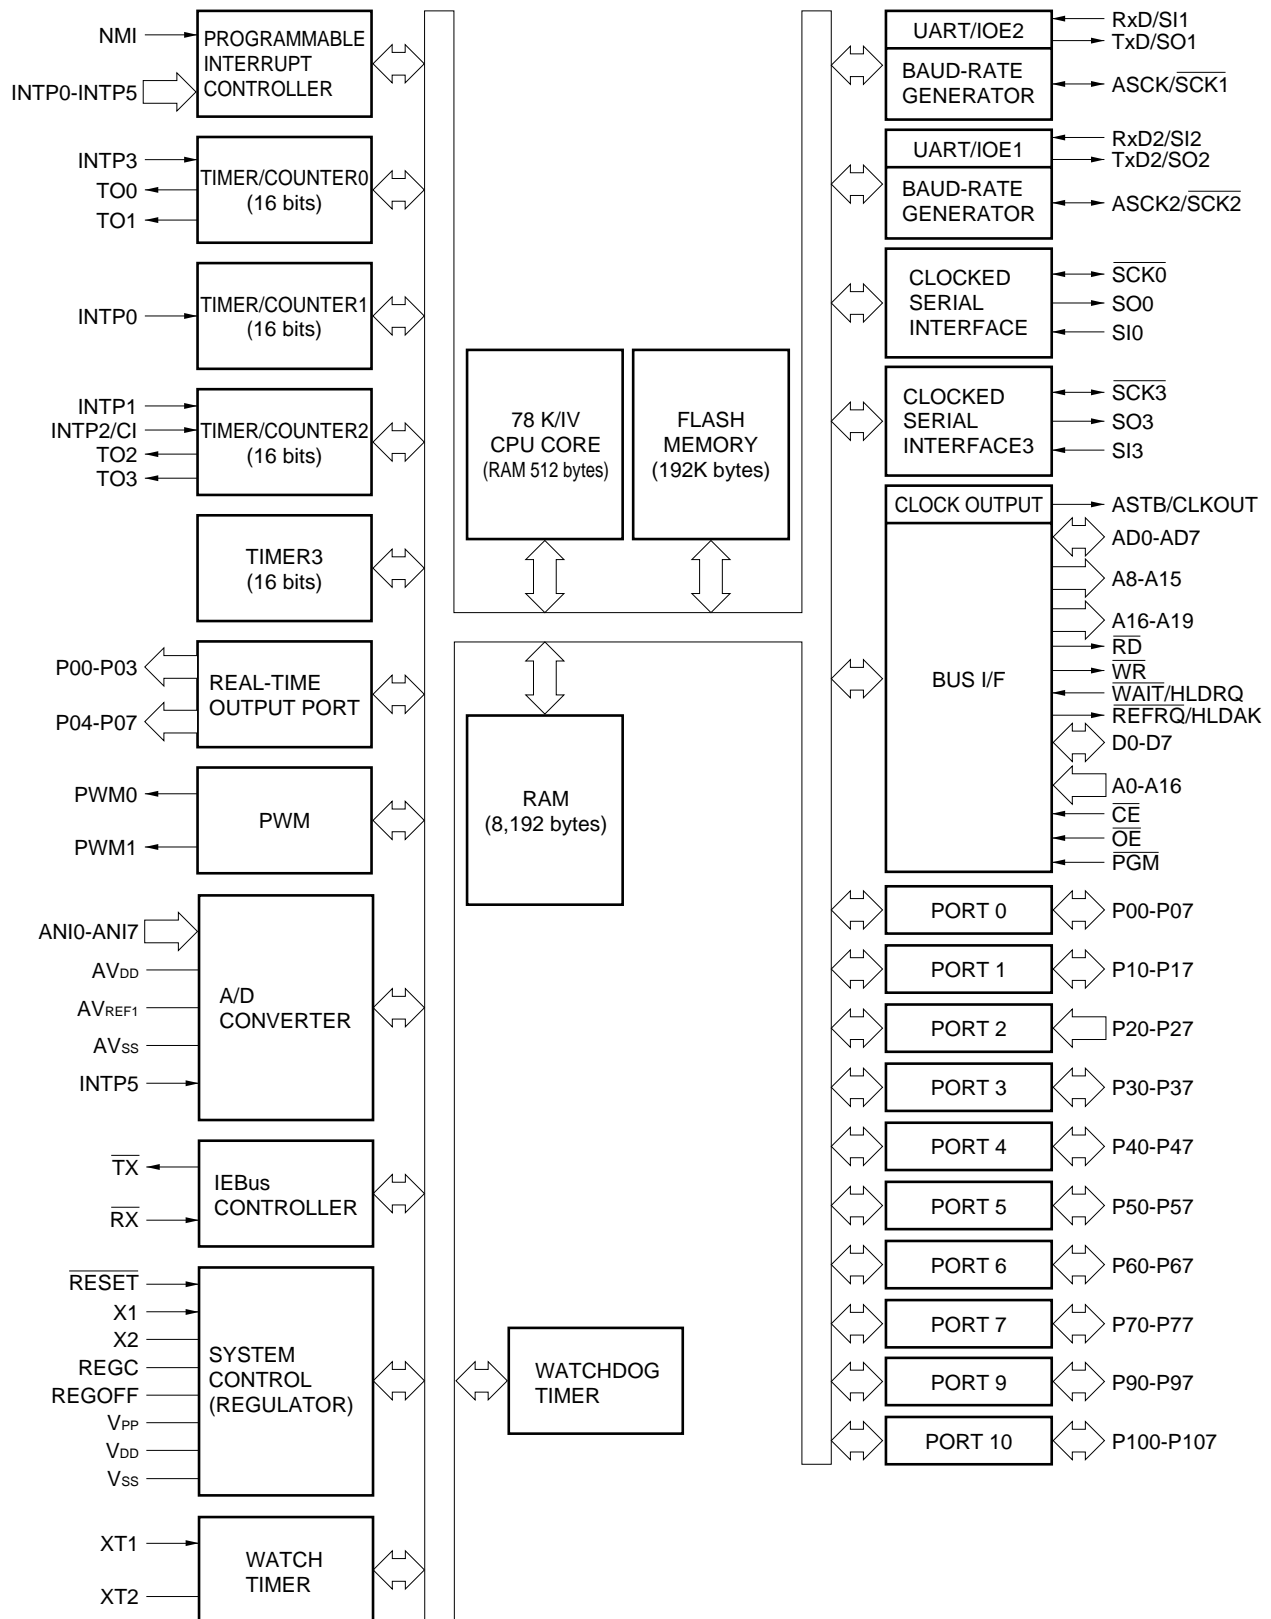 NMI
INTP0-INTP5
PROGRAMMABLE
INTERRUPT
CONTROLLER
INTP3
TO0
TO1
TIMER/COUNTER0
(16 bits)
INTP0
TIMER/COUNTER1
(16 bits)
INTP1
INTP2/CI
TO2
TO3
TIMER/COUNTER2
(16 bits)
TIMER3
(16 bits)
P00-P03
P04-P07
REAL-TIME
OUTPUT PORT
PWM0
PWM1
PWM
ANI0-ANI7
AVDD
AVREF1
AVSS
INTP5
A/D
CONVERTER
TX
RX
IEBus
CONTROLLER
RESET
X1
X2
REGC
REGOFF
VPP
VDD
VSS
SYSTEM
CONTROL
(REGULATOR)
XT1
XT2
WATCH
TIMER
78 K/IV
CPU CORE
(RAM 512 bytes)
FLASH
MEMORY
(192K bytes)
RAM
(8,192 bytes)
WATCHDOG
TIMER
UART/IOE2
BAUD-RATE
GENERATOR
RxD/SI1
TxD/SO1
ASCK/SCK1
UART/IOE1
BAUD-RATE
GENERATOR
RxD2/SI2
TxD2/SO2
ASCK2/SCK2
CLOCKED
SERIAL
INTERFACE
SCK0
SO0
SI0
CLOCKED
SERIAL
INTERFACE3
SCK3
SO3
SI3
CLOCK OUTPUT
BUS I/F
ASTB/CLKOUT
AD0-AD7
A8-A15
A16-A19
RD
WR
WAIT/HLDRQ
REFRQ/HLDAK
D0-D7
A0-A16
CE
OE
PGM
PORT 0
P00-P07
PORT 1
P10-P17
PORT 2
P20-P27
PORT 3
P30-P37
PORT 4
P40-P47
PORT 5
P50-P57
PORT 6
P60-P67
PORT 7
P70-P77
PORT 9
P90-P97
PORT 10
P100-P107